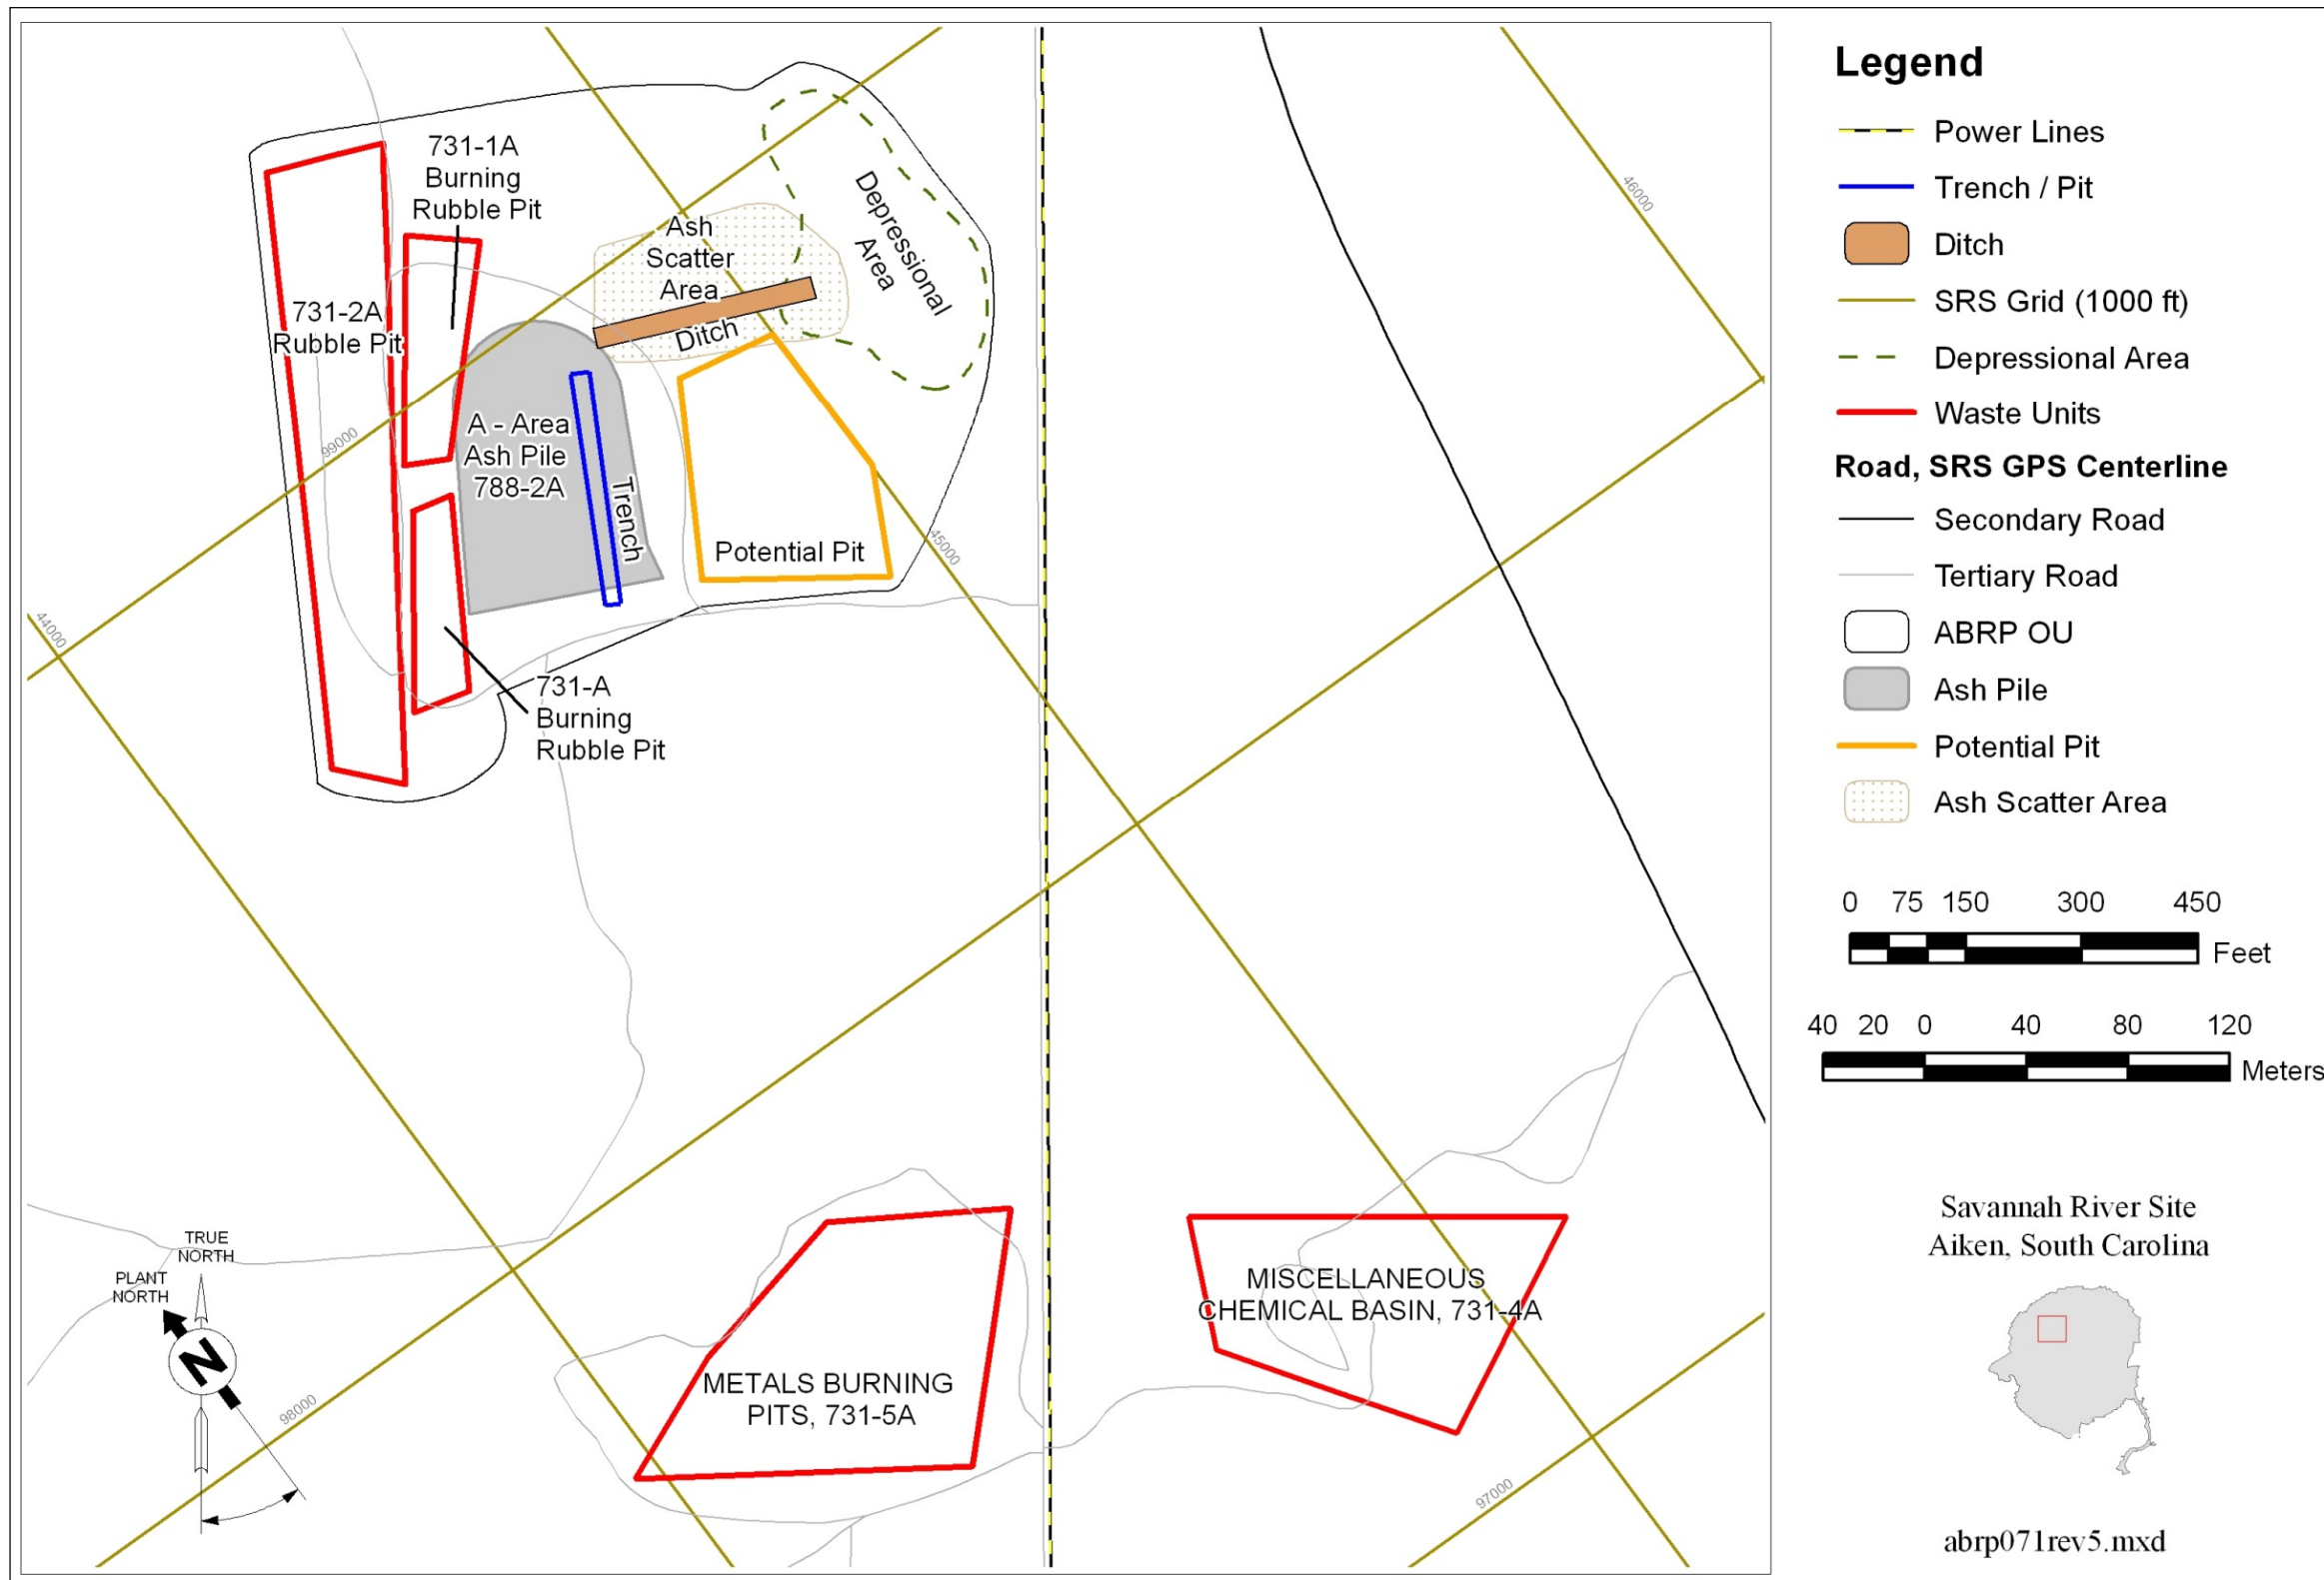 731-1A
Burning
Rubble Pit
731-2A
Rubble Pit
Ash
Scatter
Area
Ditch
Depressional
Area
A - Area
Ash Pile
788-2A
Trench
Potential Pit
731-A
Burning
Rubble Pit
46000
99000
45000
44000
98000
97000
METALS BURNING
PITS, 731-5A
MISCELLANEOUS
CHEMICAL BASIN, 731-4A
TRUE
NORTH
PLANT
NORTH
N
Legend
Power Lines
Trench / Pit
Ditch
SRS Grid (1000 ft)
Depressional Area
Waste Units
Road, SRS GPS Centerline
Secondary Road
Tertiary Road
ABRP OU
Ash Pile
Potential Pit
Ash Scatter Area
0 75 150 300 450
Feet
40 20 0 40 80 120
Meters
Savannah River Site
Aiken, South Carolina
abrp071rev5.mxd